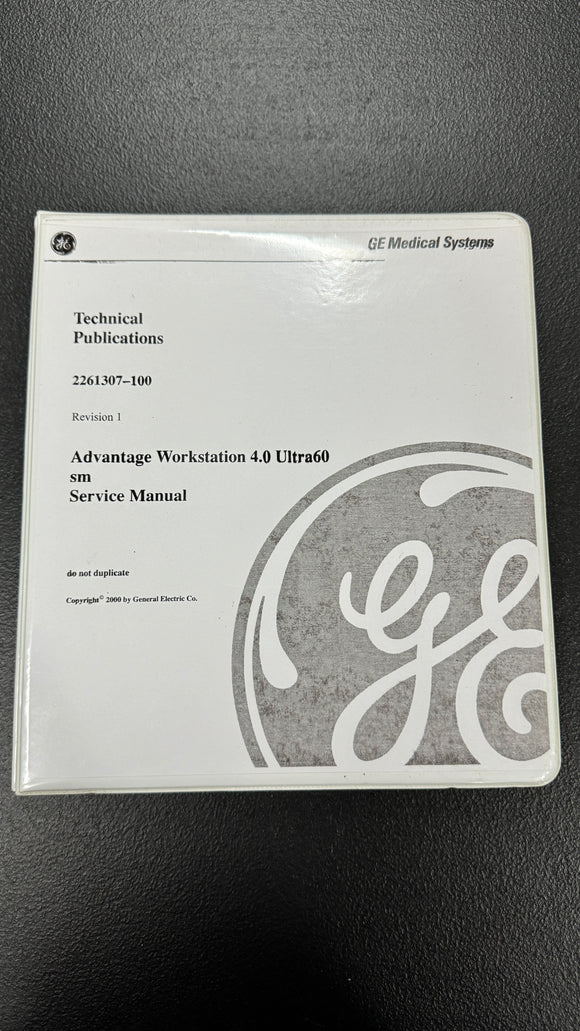 GE Medical Systems
Technical
Publications
2261307–100
Revision 1
Advantage Workstation 4.0 Ultra60
sm
Service Manual
do not duplicate
Copyright© 2000 by General Electric Co.
GE